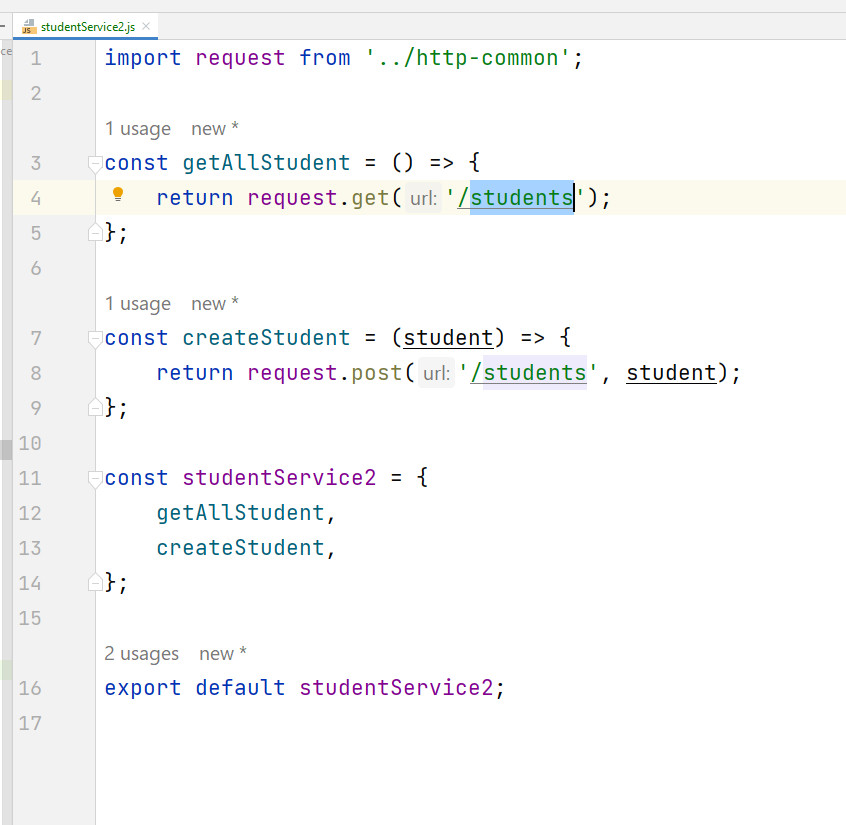 studentService2.js
ce
1 import request from '../http-common';
2
1 usage new *
3 const getAllStudent = () => {
4 return request.get( url: '/students');
5 };
6
1 usage new *
7 const createStudent = (student) => {
8 return request.post( url: '/students', student);
9 };
10
11 const studentService2 = {
12 getAllStudent,
13 createStudent,
14 };
15
2 usages new *
16 export default studentService2;
17